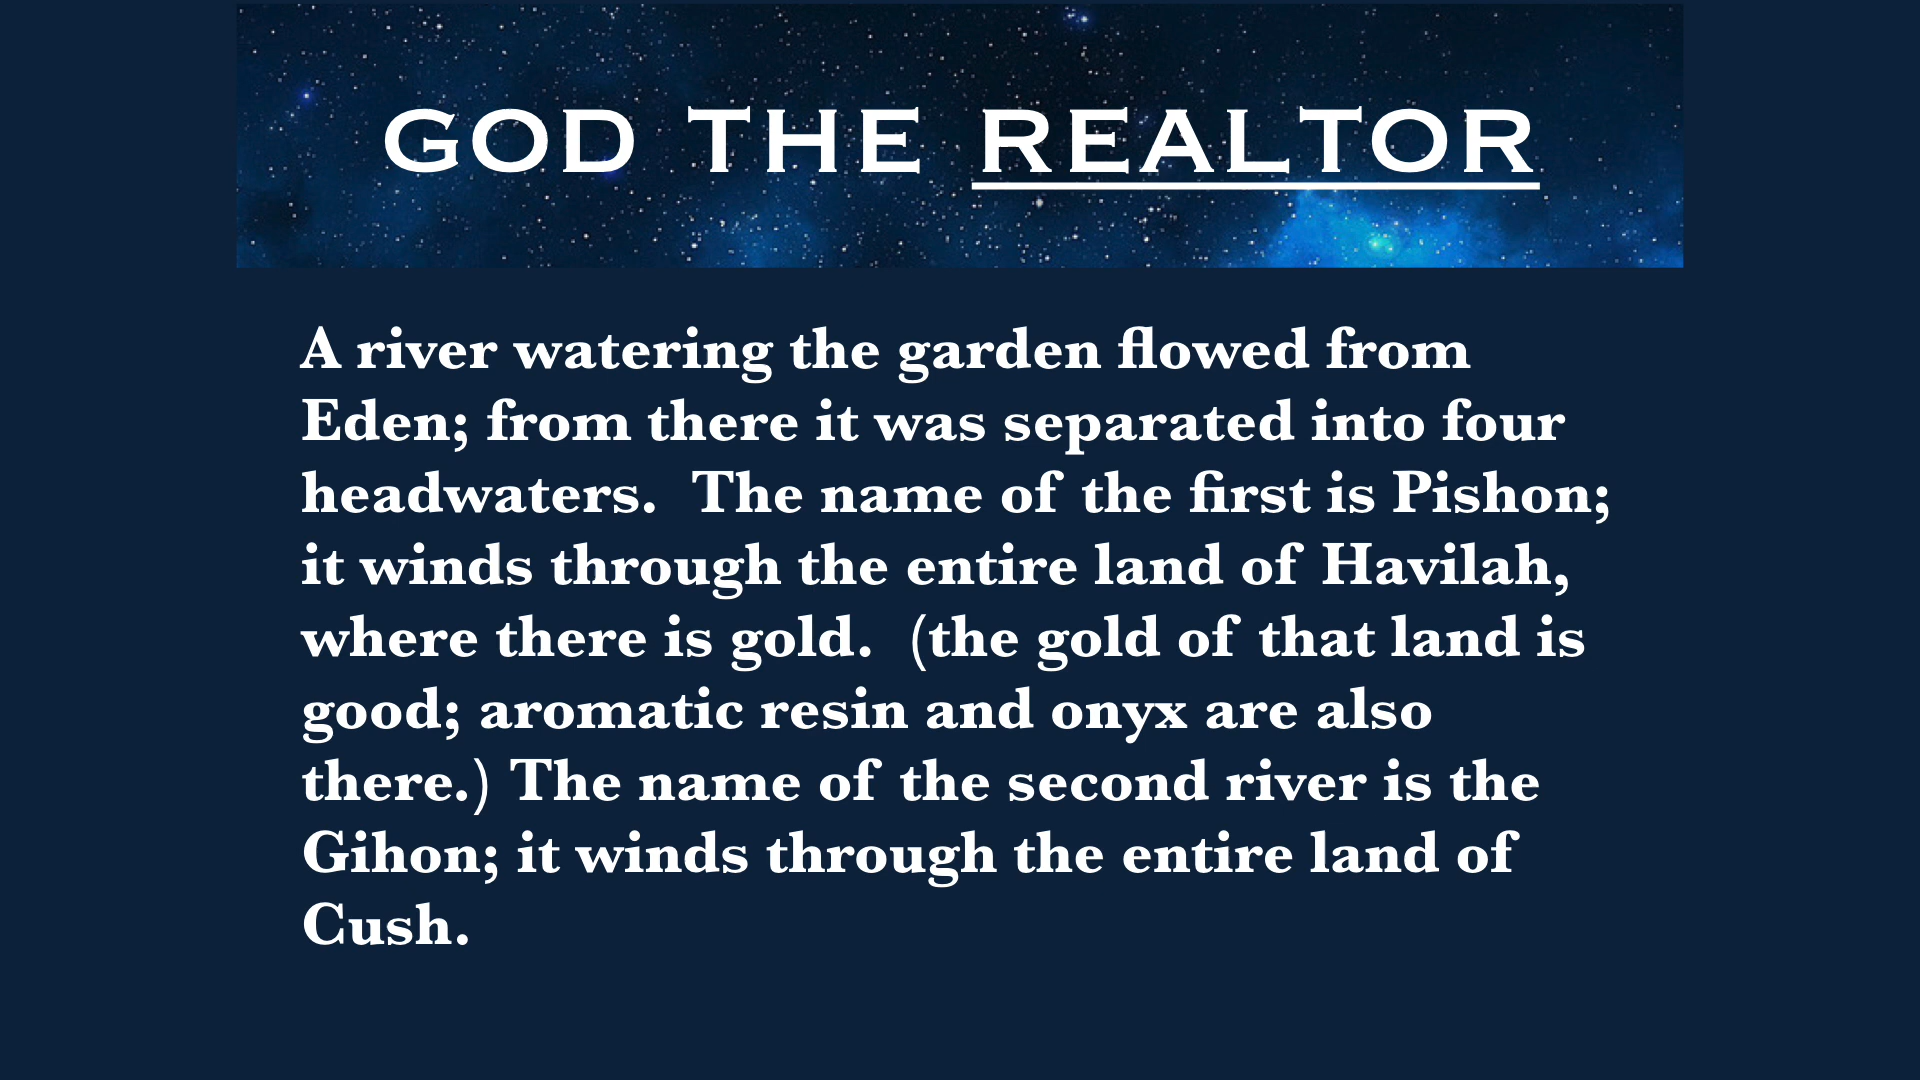 GOD THE REALTOR
A river watering the garden flowed from
Eden; from there it was separated into four
headwaters.  The name of the first is Pishon;
it winds through the entire land of Havilah,
where there is gold.  (the gold of that land is
good; aromatic resin and onyx are also
there.) The name of the second river is the
Gihon; it winds through the entire land of
Cush.